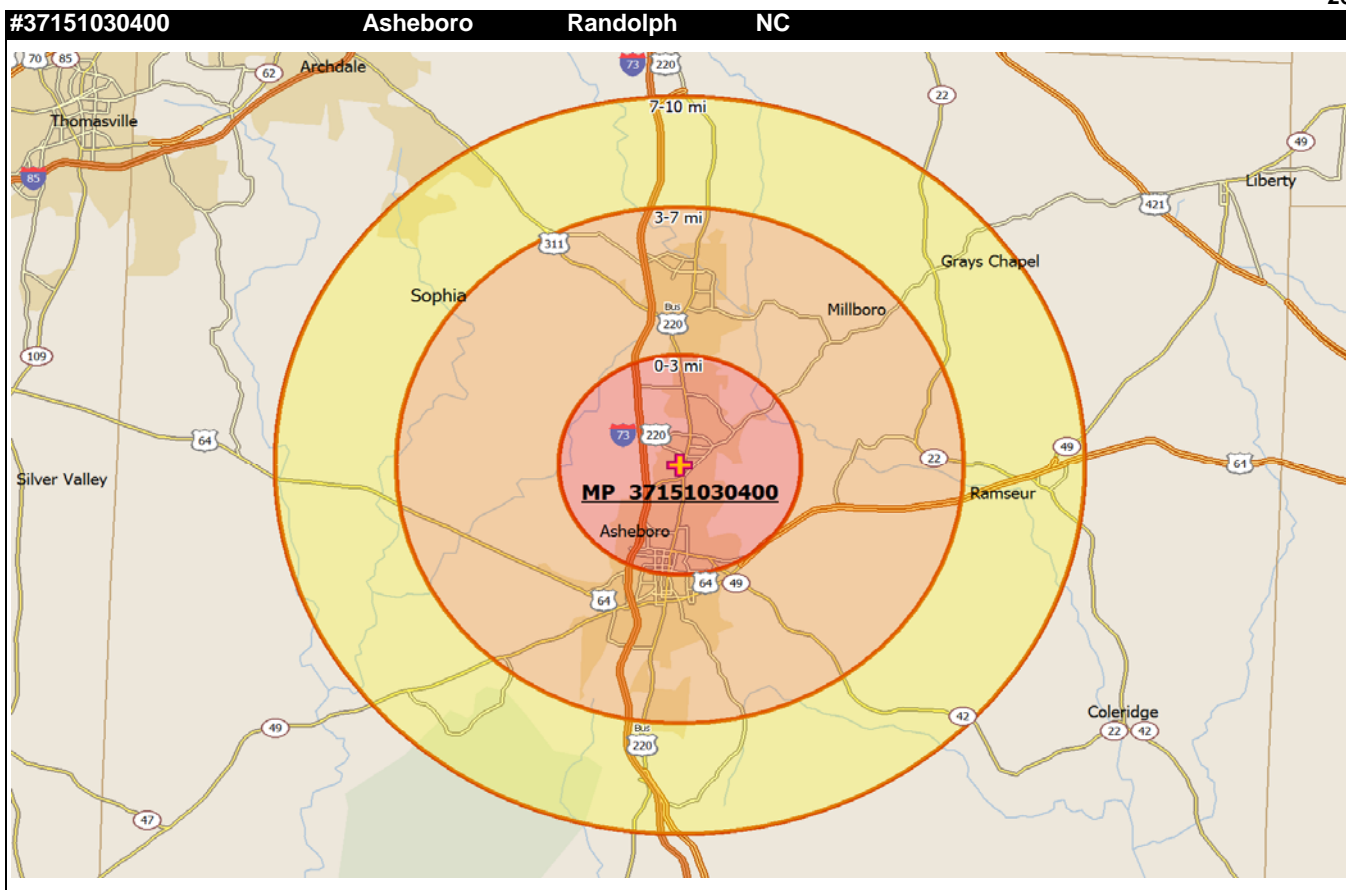 #37151030400 Asheboro Randolph NC
70 85
62
Archdale
73 220
22
7-10 mi
Thomasville
49
85
Liberty
421
3-7 mi
311
Grays Chapel
Sophia
Millboro
Bus
220
109
0-3 mi
73 220
64
49
22
64
Silver Valley
MP 37151030400
Ramseur
Asheboro
64 49
64
Coleridge
42
49
22 42
Bus
220
47